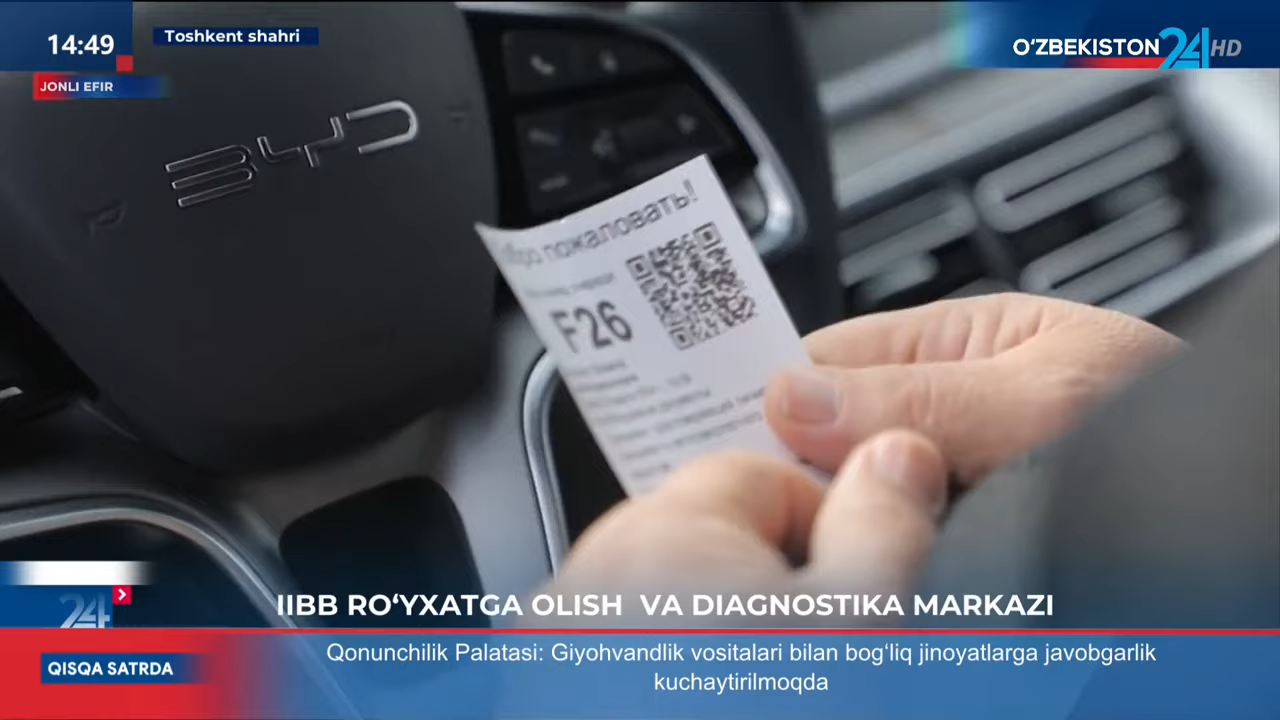 14:49
Toshkent shahri
JONLI EFIR
O‘ZBEKISTON 24 HD
BYD
пожаловать!
F26
IIBB RO‘YXATGA OLISH VA DIAGNOSTIKA MARKAZI
24
QISQA SATRDA
Qonunchilik Palatasi: Giyohvandlik vositalari bilan bog‘liq jinoyatlarga javobgarlik
kuchaytirilmoqda